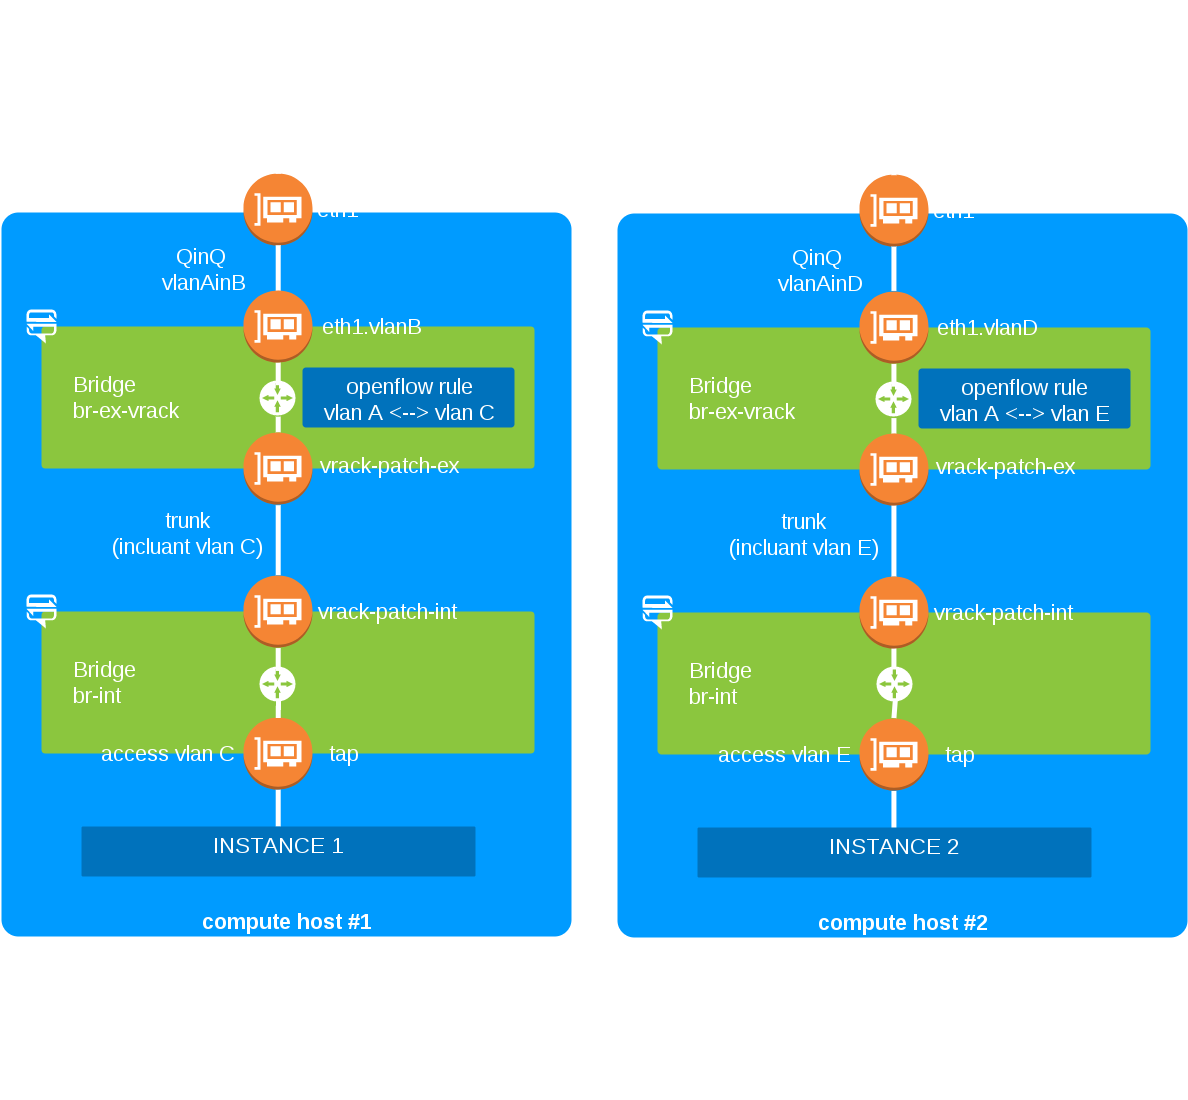 eth1
QinQ
vlanAinB
eth1.vlanB
Bridge
br-ex-vrack
openflow rule
vlan A <--> vlan C
vrack-patch-ex
trunk
(incluant vlan C)
vrack-patch-int
Bridge
br-int
access vlan C
tap
INSTANCE 1
compute host #1
eth1
QinQ
vlanAinD
eth1.vlanD
Bridge
br-ex-vrack
openflow rule
vlan A <--> vlan E
vrack-patch-ex
trunk
(incluant vlan E)
vrack-patch-int
Bridge
br-int
access vlan E
tap
INSTANCE 2
compute host #2